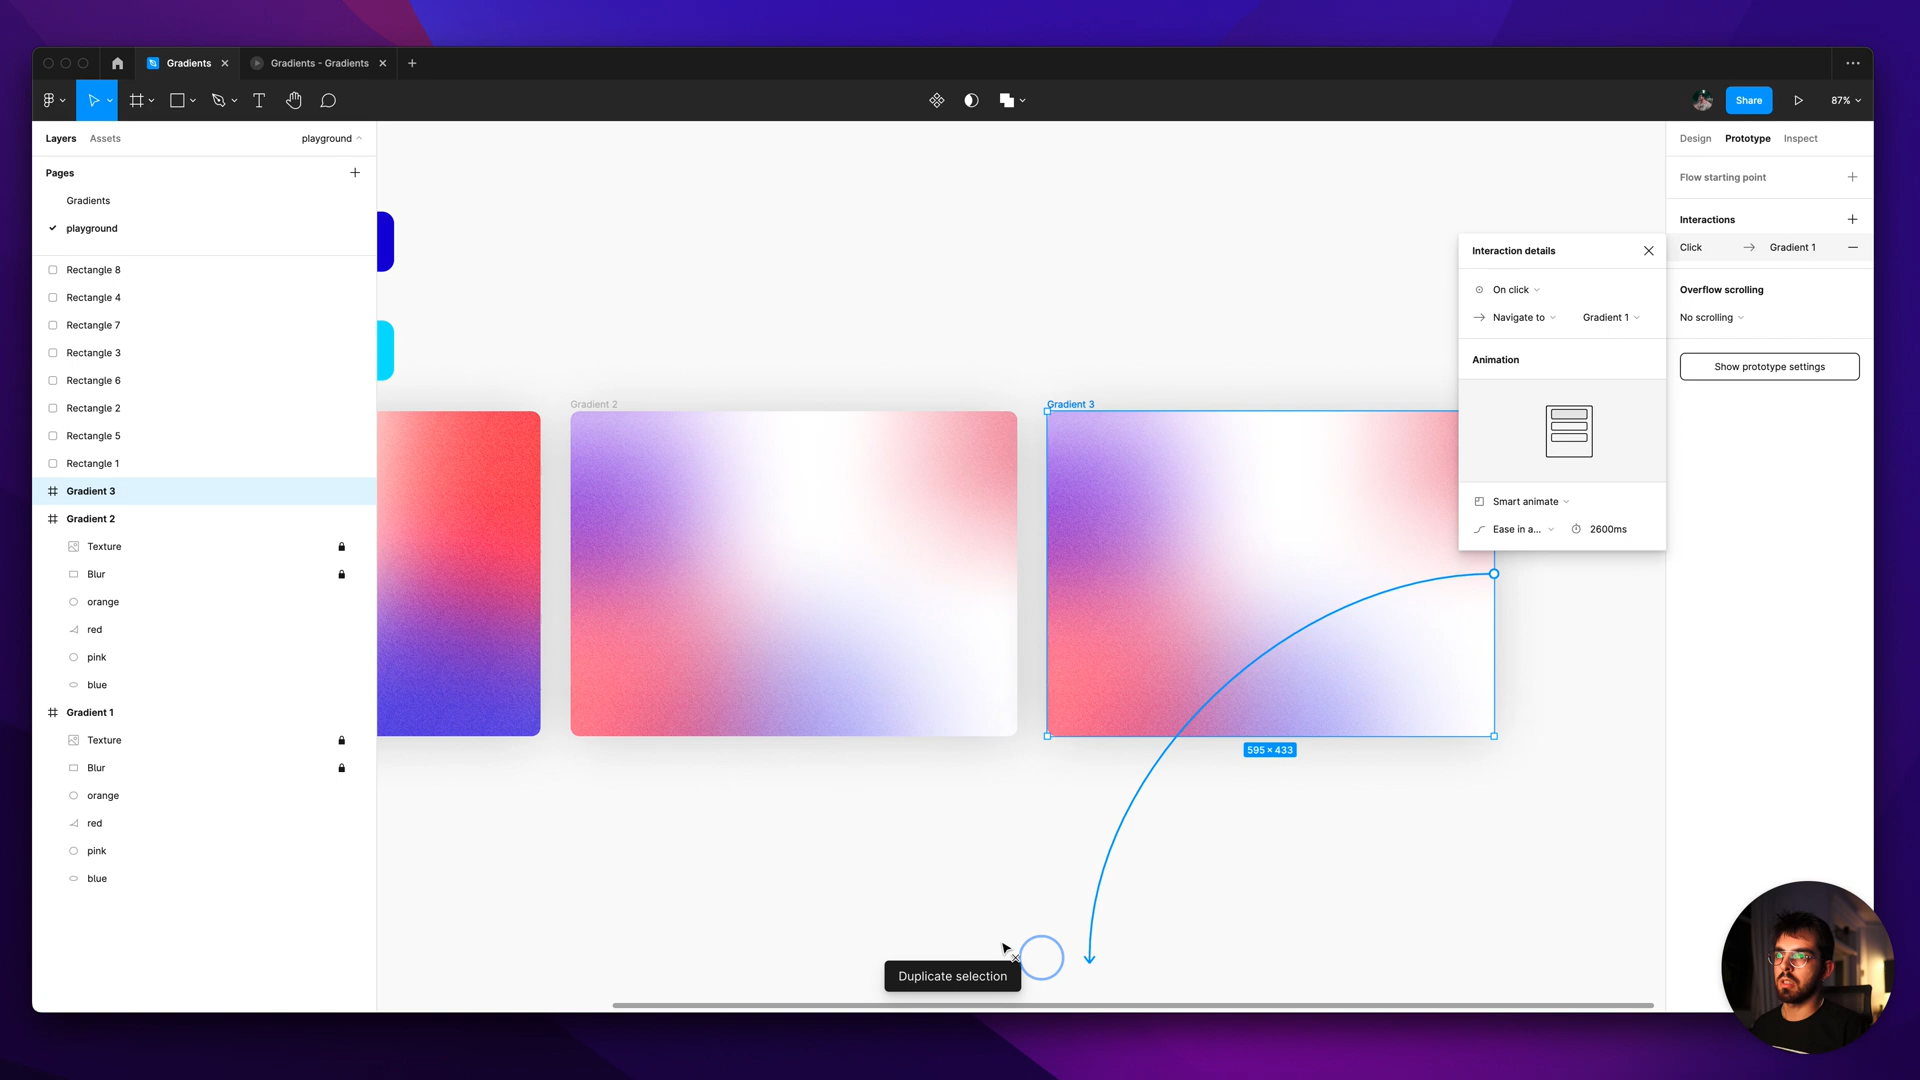 Gradients
Gradients - Gradients
Share
87%
Layers
Assets
playground
Pages
Gradients
playground
Rectangle 8
Rectangle 4
Rectangle 7
Rectangle 3
Rectangle 6
Rectangle 2
Rectangle 5
Rectangle 1
Gradient 3
Gradient 2
Texture
Blur
orange
red
pink
blue
Gradient 1
Texture
Blur
orange
red
pink
blue
Gradient 2
Gradient 3
595 × 433
Duplicate selection
Interaction details
On click
Navigate to
Gradient 1
Animation
Smart animate
Ease in a...
2600ms
Design
Prototype
Inspect
Flow starting point
Interactions
Click
Gradient 1
Overflow scrolling
No scrolling
Show prototype settings